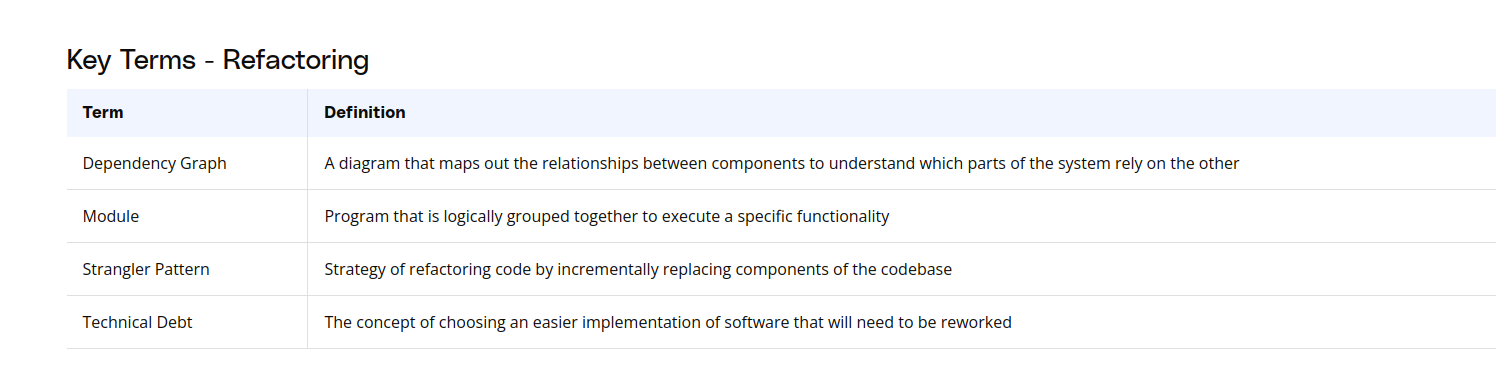 Key Terms - Refactoring
Term Definition
Dependency Graph A diagram that maps out the relationships between components to understand which parts of the system rely on the other
Module Program that is logically grouped together to execute a specific functionality
Strangler Pattern Strategy of refactoring code by incrementally replacing components of the codebase
Technical Debt The concept of choosing an easier implementation of software that will need to be reworked